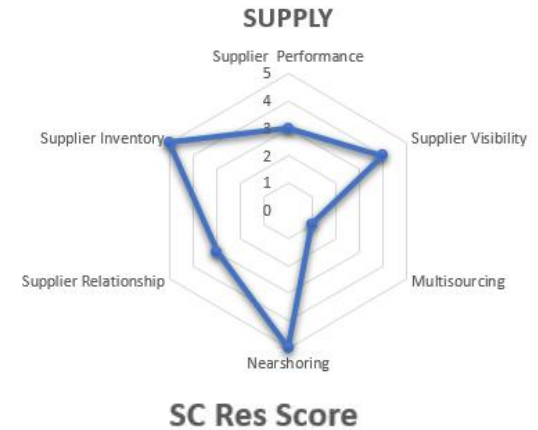 SUPPLY
Supplier Performance
5
4
3
2
1
0
Supplier Inventory
Supplier Visibility
Supplier Relationship
Multisourcing
Nearshoring
SC Res Score